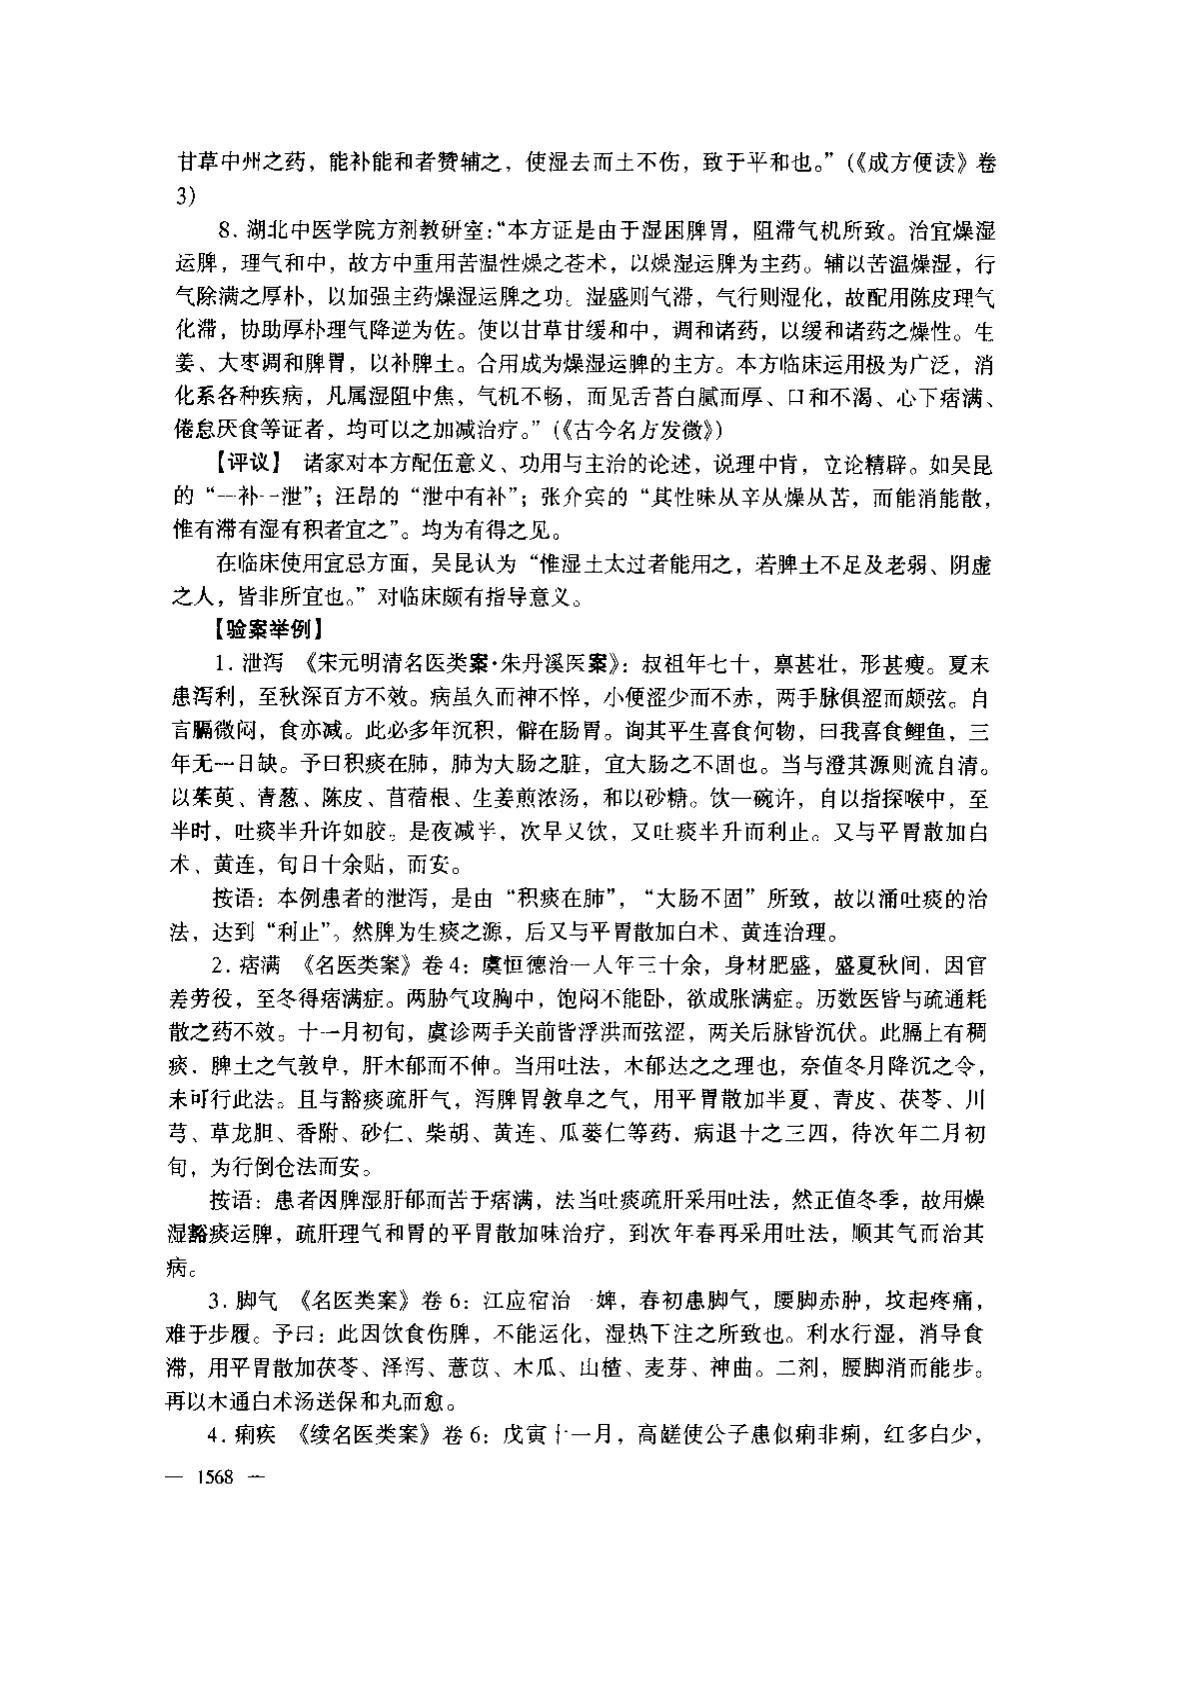 甘草中州之药，能补能和者赞辅之，使湿去而土不伤，致于平和也。”(《成方便读》卷
3)
8. 湖北中医学院方剂教研室：“本方证是由于湿困脾胃，阻滞气机所致。治宜燥湿
运脾，理气和中，故方中重用苦温性燥之苍术，以燥湿运脾为主药。辅以苦温燥湿，行
气除满之厚朴，以加强主药燥湿运脾之功。湿盛则气滞，气行则湿化，故配用陈皮理气
化滞，协助厚朴理气降逆为佐。使以甘草甘缓和中，调和诸药，以缓和诸药之燥性。生
姜、大枣调和脾胃，以补脾土。合用成为燥湿运脾的主方。本方临床运用极为广泛，消
化系各种疾病，凡属湿阻中焦，气机不畅，而见舌苔白腻而厚、口和不渴、心下痞满、
倦怠厌食等证者，均可以之加减治疗。”(《古今名方发微》)
【评议】 诸家对本方配伍意义、功用与主治的论述，说理中肯，立论精辟。如吴昆
的“一补一泄”；汪昂的“泄中有补”；张介宾的“其性味从辛从燥从苦，而能消能散，
惟有滞有湿有积者宜之”。均为有得之见。
在临床使用宜忌方面，吴昆认为“惟湿土太过者能用之，若脾土不足及老弱、阴虚
之人，皆非所宜也。”对临床颇有指导意义。
【验案举例】
1. 泄泻 《宋元明清名医类案·朱丹溪医案》：叔祖年七十，禀甚壮，形甚瘦。夏末
患泻利，至秋深百方不效。病虽久而神不悴，小便涩少而不赤，两手脉俱涩而颇弦。自
言膈微闷，食亦减。此必多年沉积，僻在肠胃。询其平生喜食何物，曰我喜食鲤鱼，三
年无一日缺。予曰积痰在肺，肺为大肠之脏，宜大肠之不固也。当与澄其源则流自清。
以茱萸、青葱、陈皮、苜蓿根、生姜煎浓汤，和以砂糖。饮一碗许，自以指探喉中，至
半时，吐痰半升许如胶。是夜减半，次早又饮，又吐痰半升而利止。又与平胃散加白
术、黄连，旬日十余贴，而安。
按语：本例患者的泄泻，是由“积痰在肺”，“大肠不固”所致，故以涌吐痰的治
法，达到“利止”。然脾为生痰之源，后又与平胃散加白术、黄连治理。
2. 痞满 《名医类案》卷 4：虞恒德治一人年三十余，身材肥盛，盛夏秋间，因官
差劳役，至冬得痞满症。两胁气攻胸中，饱闷不能卧，欲成胀满症。历数医皆与疏通耗
散之药不效。十一月初旬，虞诊两手关前皆浮洪而弦涩，两关后脉皆沉伏。此膈上有稠
痰，脾土之气敦阜，肝木郁而不伸。当用吐法，木郁达之之理也，奈值冬月降沉之令，
未可行此法。且与豁痰疏肝气，泻脾胃敦阜之气，用平胃散加半夏、青皮、茯苓、川
芎、草龙胆、香附、砂仁、柴胡、黄连、瓜蒌仁等药，病退十之三四，待次年二月初
旬，为行倒仓法而安。
按语：患者因脾湿肝郁而苦于痞满，法当吐痰疏肝采用吐法，然正值冬季，故用燥
湿豁痰运脾，疏肝理气和胃的平胃散加味治疗，到次年春再采用吐法，顺其气而治其
病。
3. 脚气 《名医类案》卷 6：江应宿治一婢，春初患脚气，腰脚赤肿，坟起疼痛，
难于步履。予曰：此因饮食伤脾，不能运化，湿热下注之所致也。利水行湿，消导食
滞，用平胃散加茯苓、泽泻、薏苡、木瓜、山楂、麦芽、神曲。二剂，腰脚消而能步。
再以木通白术汤送保和丸而愈。
4. 痢疾 《续名医类案》卷 6：戊寅十一月，高鹾使公子患似痢非痢，红多白少，
— 1568 —